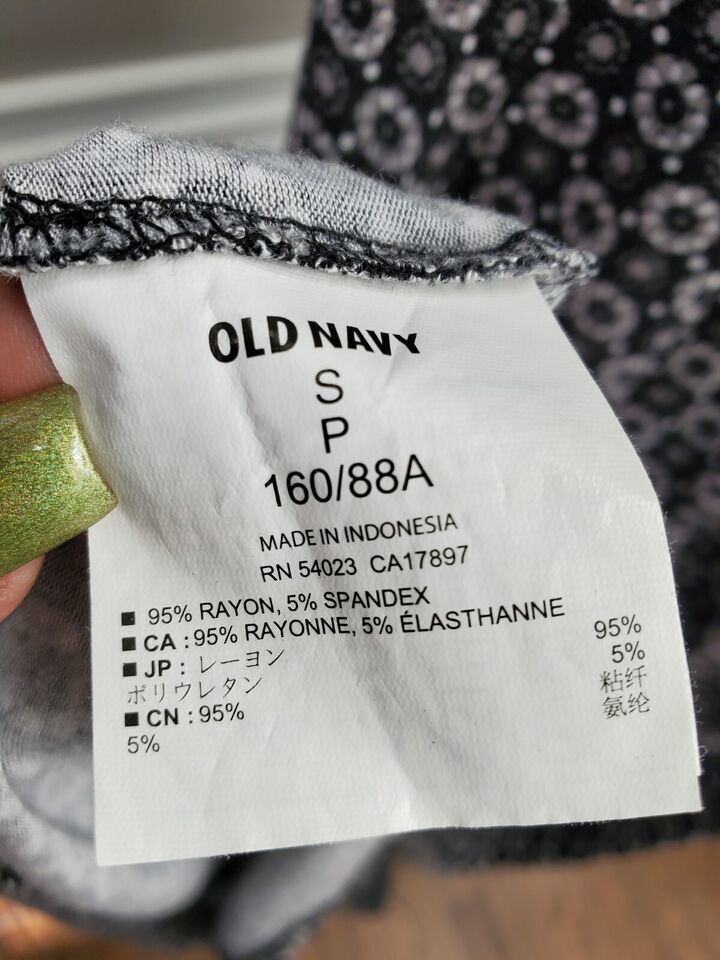 OLD NAVY
S
P
160/88A
MADE IN INDONESIA
RN 54023 CA17897
■ 95% RAYON, 5% SPANDEX
■ CA : 95% RAYONNE, 5% ÉLASTHANNE
■ JP : レーヨン 95%
ポリウレタン 5%
■ CN : 95% 粘纤
5% 氨纶